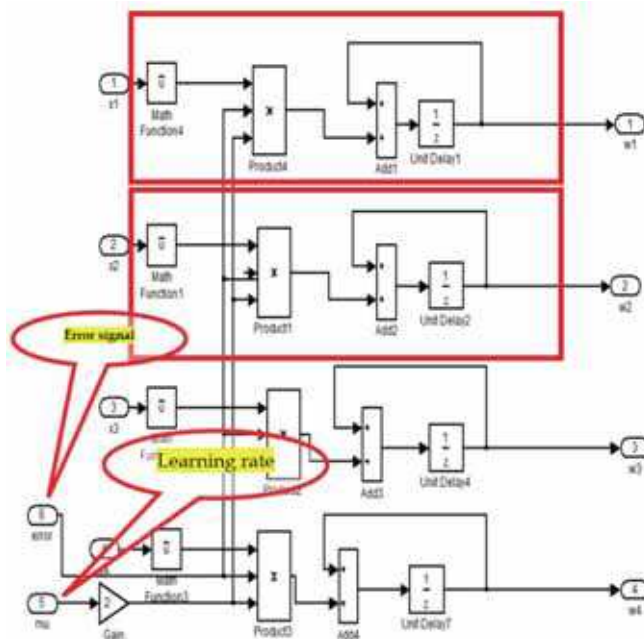 1
x1
ū
Math
Function4
x
Product4
Add1
1
z
Unit Delay1
1
w1
2
x2
ū
Math
Function1
x
Product1
Add2
1
z
Unit Delay2
2
w2
Error signal
3
x3
ū
x
Add3
1
z
Unit Delay4
3
w3
Learning rate
6
error
ū
Math
Function3
x
Product3
Add4
1
z
Unit Delay7
4
w4
5
mu
2
Gain